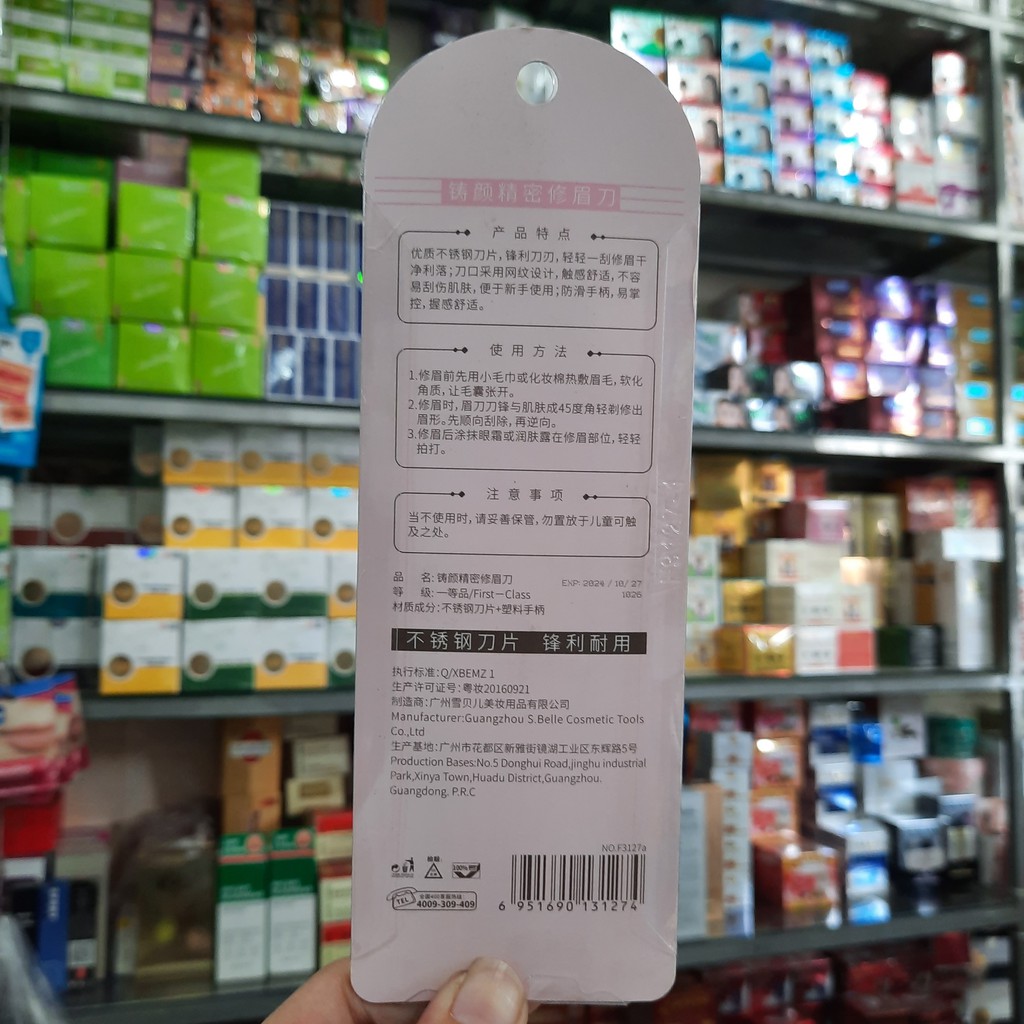 铸颜精密修眉刀
产品特点
优质不锈钢刀片,锋利刀刃,轻轻一刮修眉干
净利落;刀口采用网纹设计,触感舒适,不容
易刮伤肌肤,便于新手使用;防滑手柄,易掌
控,握感舒适。
使用方法
1.修眉前先用小毛巾或化妆棉热敷眉毛,软化
角质,让毛囊张开。
2.修眉时,眉刀刀锋与肌肤成45度角轻剃修出
眉形。先顺向刮除,再逆向。
3.修眉后涂抹眼霜或润肤露在修眉部位,轻轻
拍打。
注意事项
当不使用时,请妥善保管,勿置放于儿童可触
及之处。
品 名:铸颜精密修眉刀
等 级:一等品/First-Class
材质成分:不锈钢刀片+塑料手柄
EXP: 2024 / 10 / 27
1026
不锈钢刀片 锋利耐用
执行标准:Q/XBEMZ 1
生产许可证号:粤妆20160921
制造商:广州雪贝儿美妆用品有限公司
Manufacturer:Guangzhou S.Belle Cosmetic Tools
Co.,Ltd
生产基地:广州市花都区新雅街镜湖工业区东辉路5号
Production Bases:No.5 Donghui Road,jinghu industrial
Park,Xinya Town,Huadu District,Guangzhou.
Guangdong. P.R.C
NO.F3127a
TEL
4009-309-409
6 951690 131274